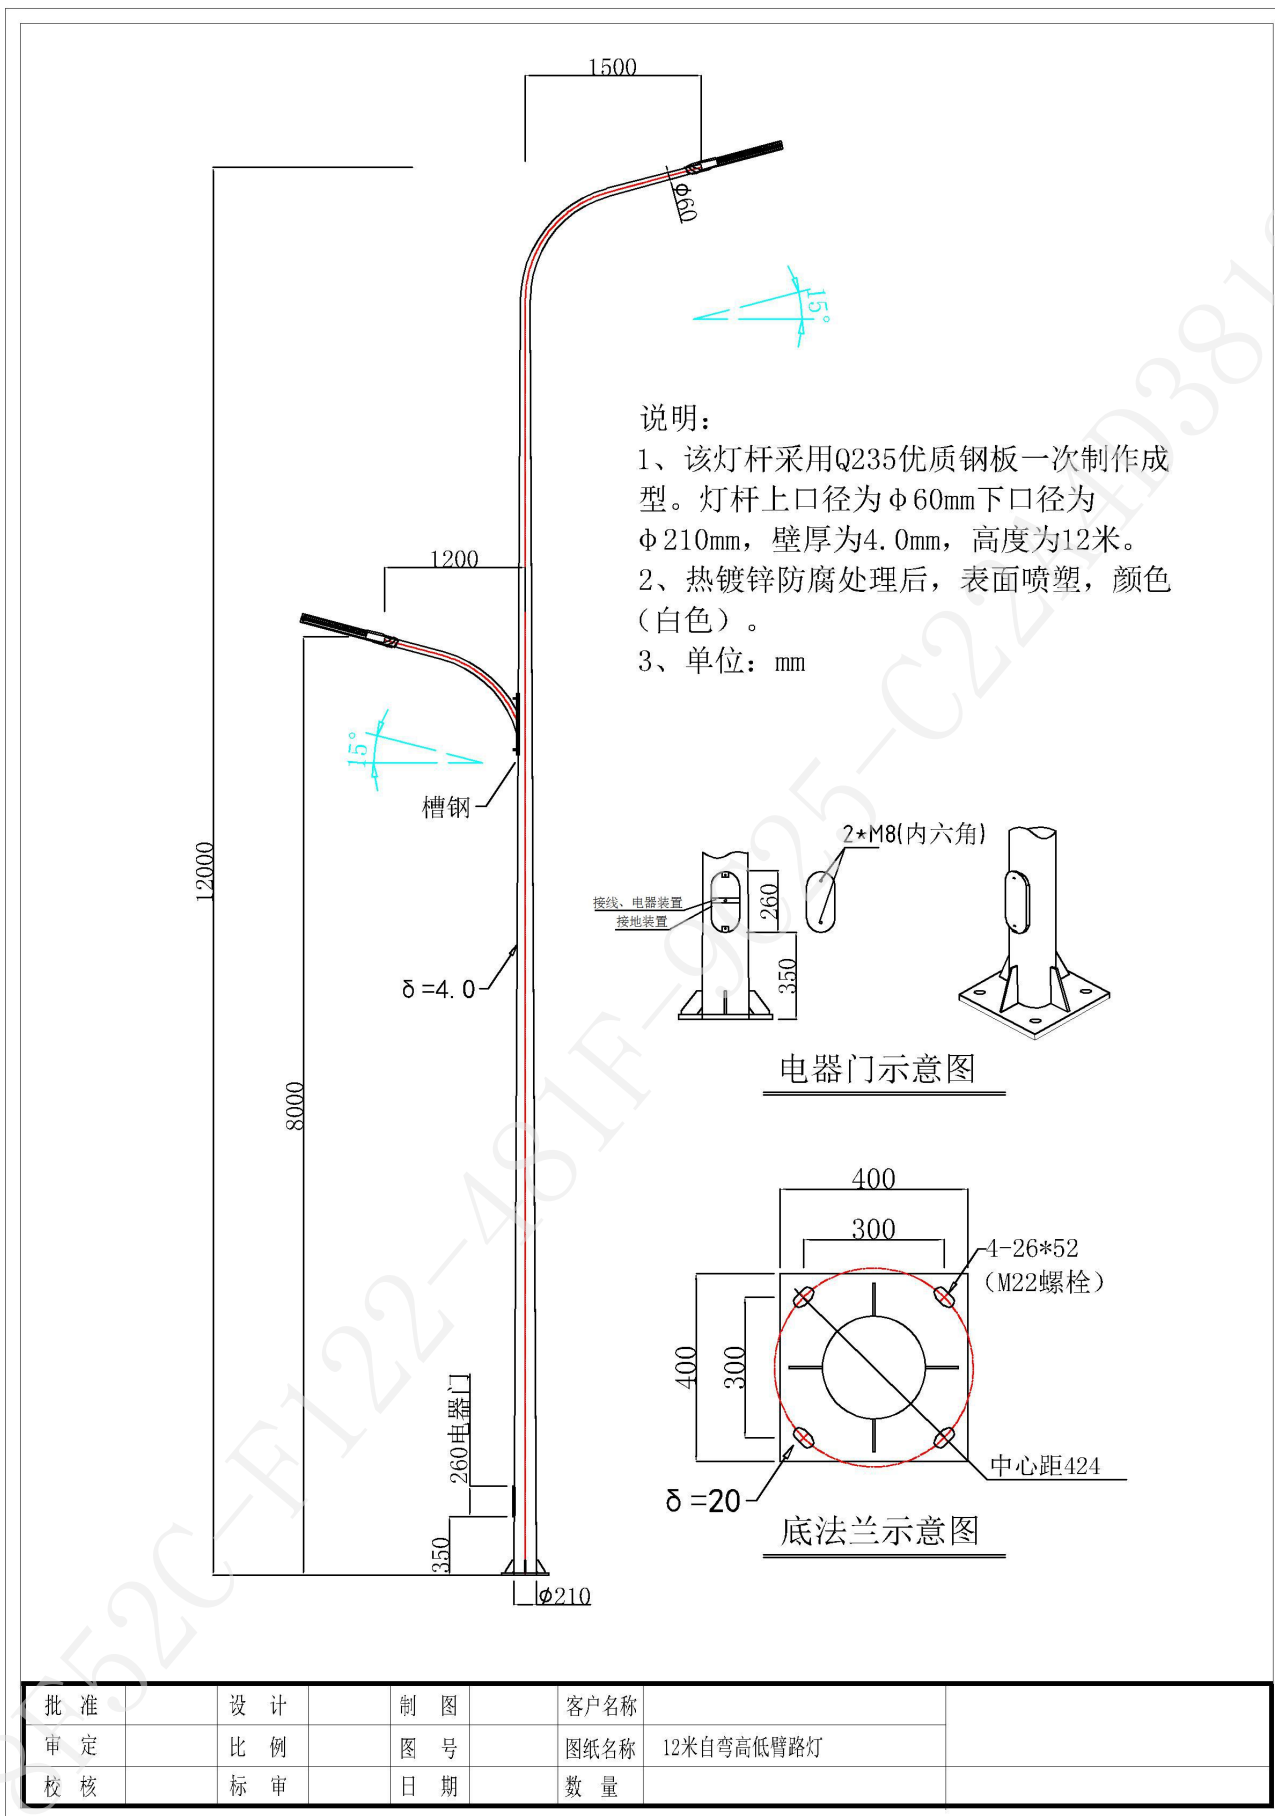 1500
φ60
15°
说明：
1、该灯杆采用Q235优质钢板一次制作成
型。灯杆上口径为φ60mm下口径为
φ210mm，壁厚为4.0mm，高度为12米。
2、热镀锌防腐处理后，表面喷塑，颜色
（白色）。
3、单位：mm
1200
15°
槽钢
12000
8000
δ=4.0
2*M8(内六角)
接线、电器装置
接地装置
260
350
电器门示意图
400
300
4-26*52
（M22螺栓）
400
300
中心距424
δ=20
底法兰示意图
260电器门
350
φ210
批 准 设 计 制 图 客户名称
审 定 比 例 图 号 图纸名称 12米自弯高低臂路灯
校 核 标 审 日 期 数 量